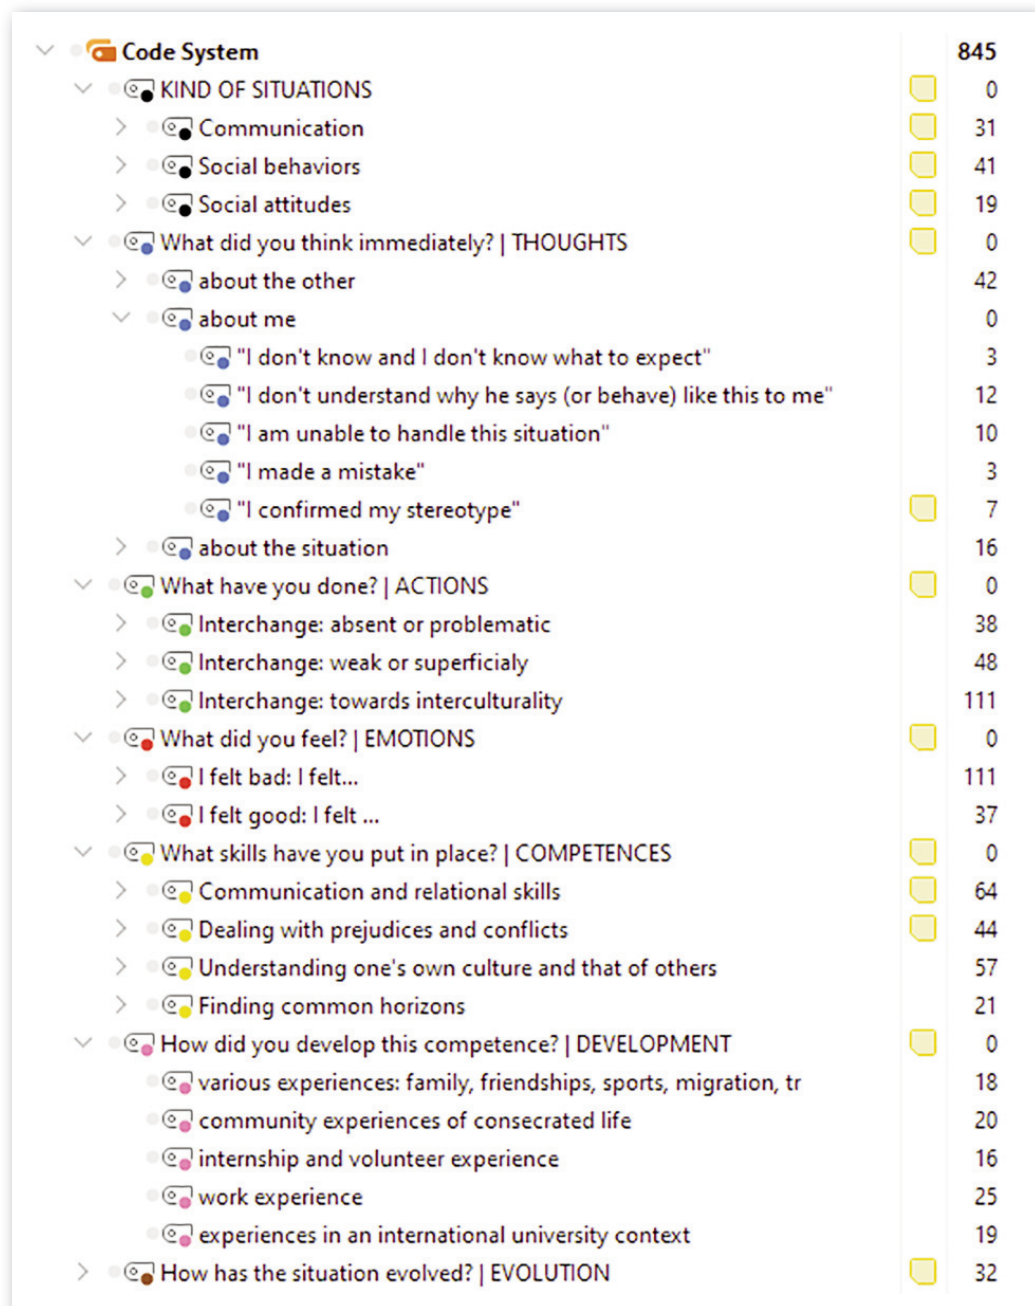 Code System 845
KIND OF SITUATIONS 0
Communication 31
Social behaviors 41
Social attitudes 19
What did you think immediately? | THOUGHTS 0
about the other 42
about me 0
"I don't know and I don't know what to expect" 3
"I don't understand why he says (or behave) like this to me" 12
"I am unable to handle this situation" 10
"I made a mistake" 3
"I confirmed my stereotype" 7
about the situation 16
What have you done? | ACTIONS 0
Interchange: absent or problematic 38
Interchange: weak or superficialy 48
Interchange: towards interculturality 111
What did you feel? | EMOTIONS 0
I felt bad: I felt... 111
I felt good: I felt ... 37
What skills have you put in place? | COMPETENCES 0
Communication and relational skills 64
Dealing with prejudices and conflicts 44
Understanding one's own culture and that of others 57
Finding common horizons 21
How did you develop this competence? | DEVELOPMENT 0
various experiences: family, friendships, sports, migration, tr 18
community experiences of consecrated life 20
internship and volunteer experience 16
work experience 25
experiences in an international university context 19
How has the situation evolved? | EVOLUTION 32